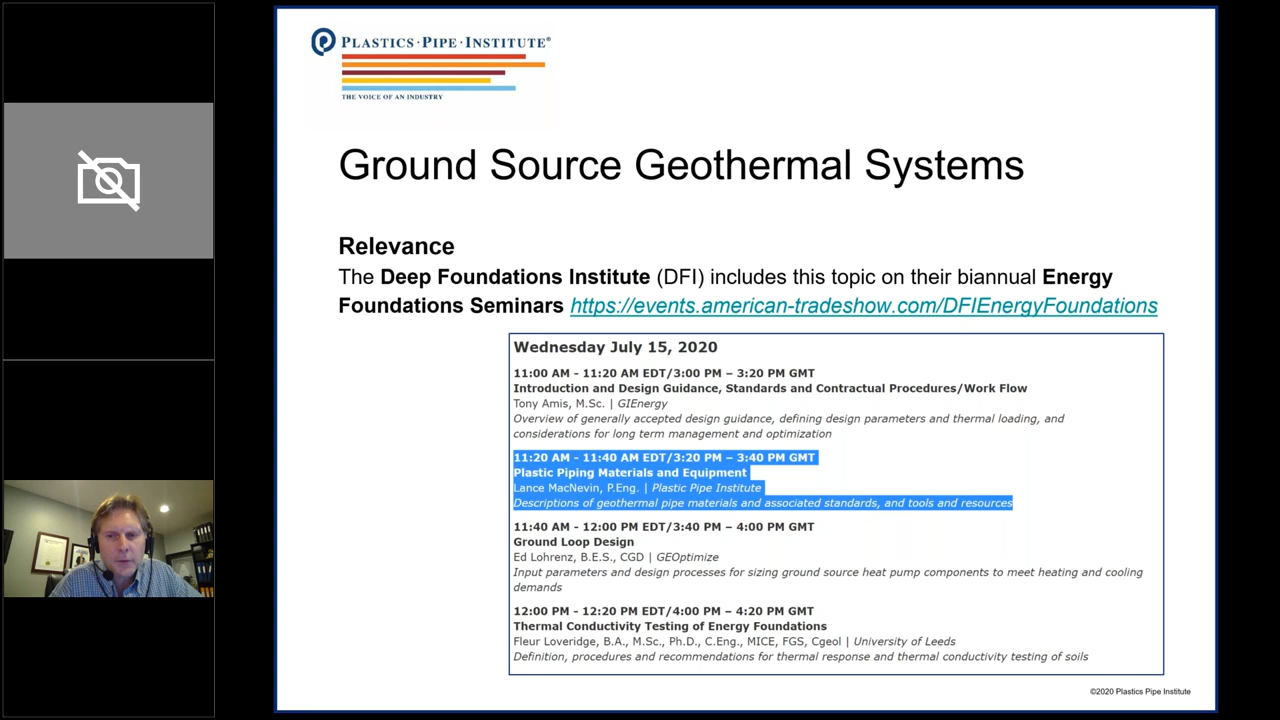 PLASTICS·PIPE·INSTITUTE®
THE VOICE OF AN INDUSTRY
Ground Source Geothermal Systems
Relevance
The Deep Foundations Institute (DFI) includes this topic on their biannual Energy
Foundations Seminars https://events.american-tradeshow.com/DFIEnergyFoundations
Wednesday July 15, 2020
11:00 AM - 11:20 AM EDT/3:00 PM – 3:20 PM GMT
Introduction and Design Guidance, Standards and Contractual Procedures/Work Flow
Tony Amis, M.Sc. | GIEnergy
Overview of generally accepted design guidance, defining design parameters and thermal loading, and
considerations for long term management and optimization
11:20 AM - 11:40 AM EDT/3:20 PM – 3:40 PM GMT
Plastic Piping Materials and Equipment
Lance MacNevin, P.Eng. | Plastic Pipe Institute
Descriptions of geothermal pipe materials and associated standards, and tools and resources
11:40 AM - 12:00 PM EDT/3:40 PM – 4:00 PM GMT
Ground Loop Design
Ed Lohrenz, B.E.S., CGD | GEOptimize
Input parameters and design processes for sizing ground source heat pump components to meet heating and cooling
demands
12:00 PM - 12:20 PM EDT/4:00 PM – 4:20 PM GMT
Thermal Conductivity Testing of Energy Foundations
Fleur Loveridge, B.A., M.Sc., Ph.D., C.Eng., MICE, FGS, Cgeol | University of Leeds
Definition, procedures and recommendations for thermal response and thermal conductivity testing of soils
©2020 Plastics Pipe Institute